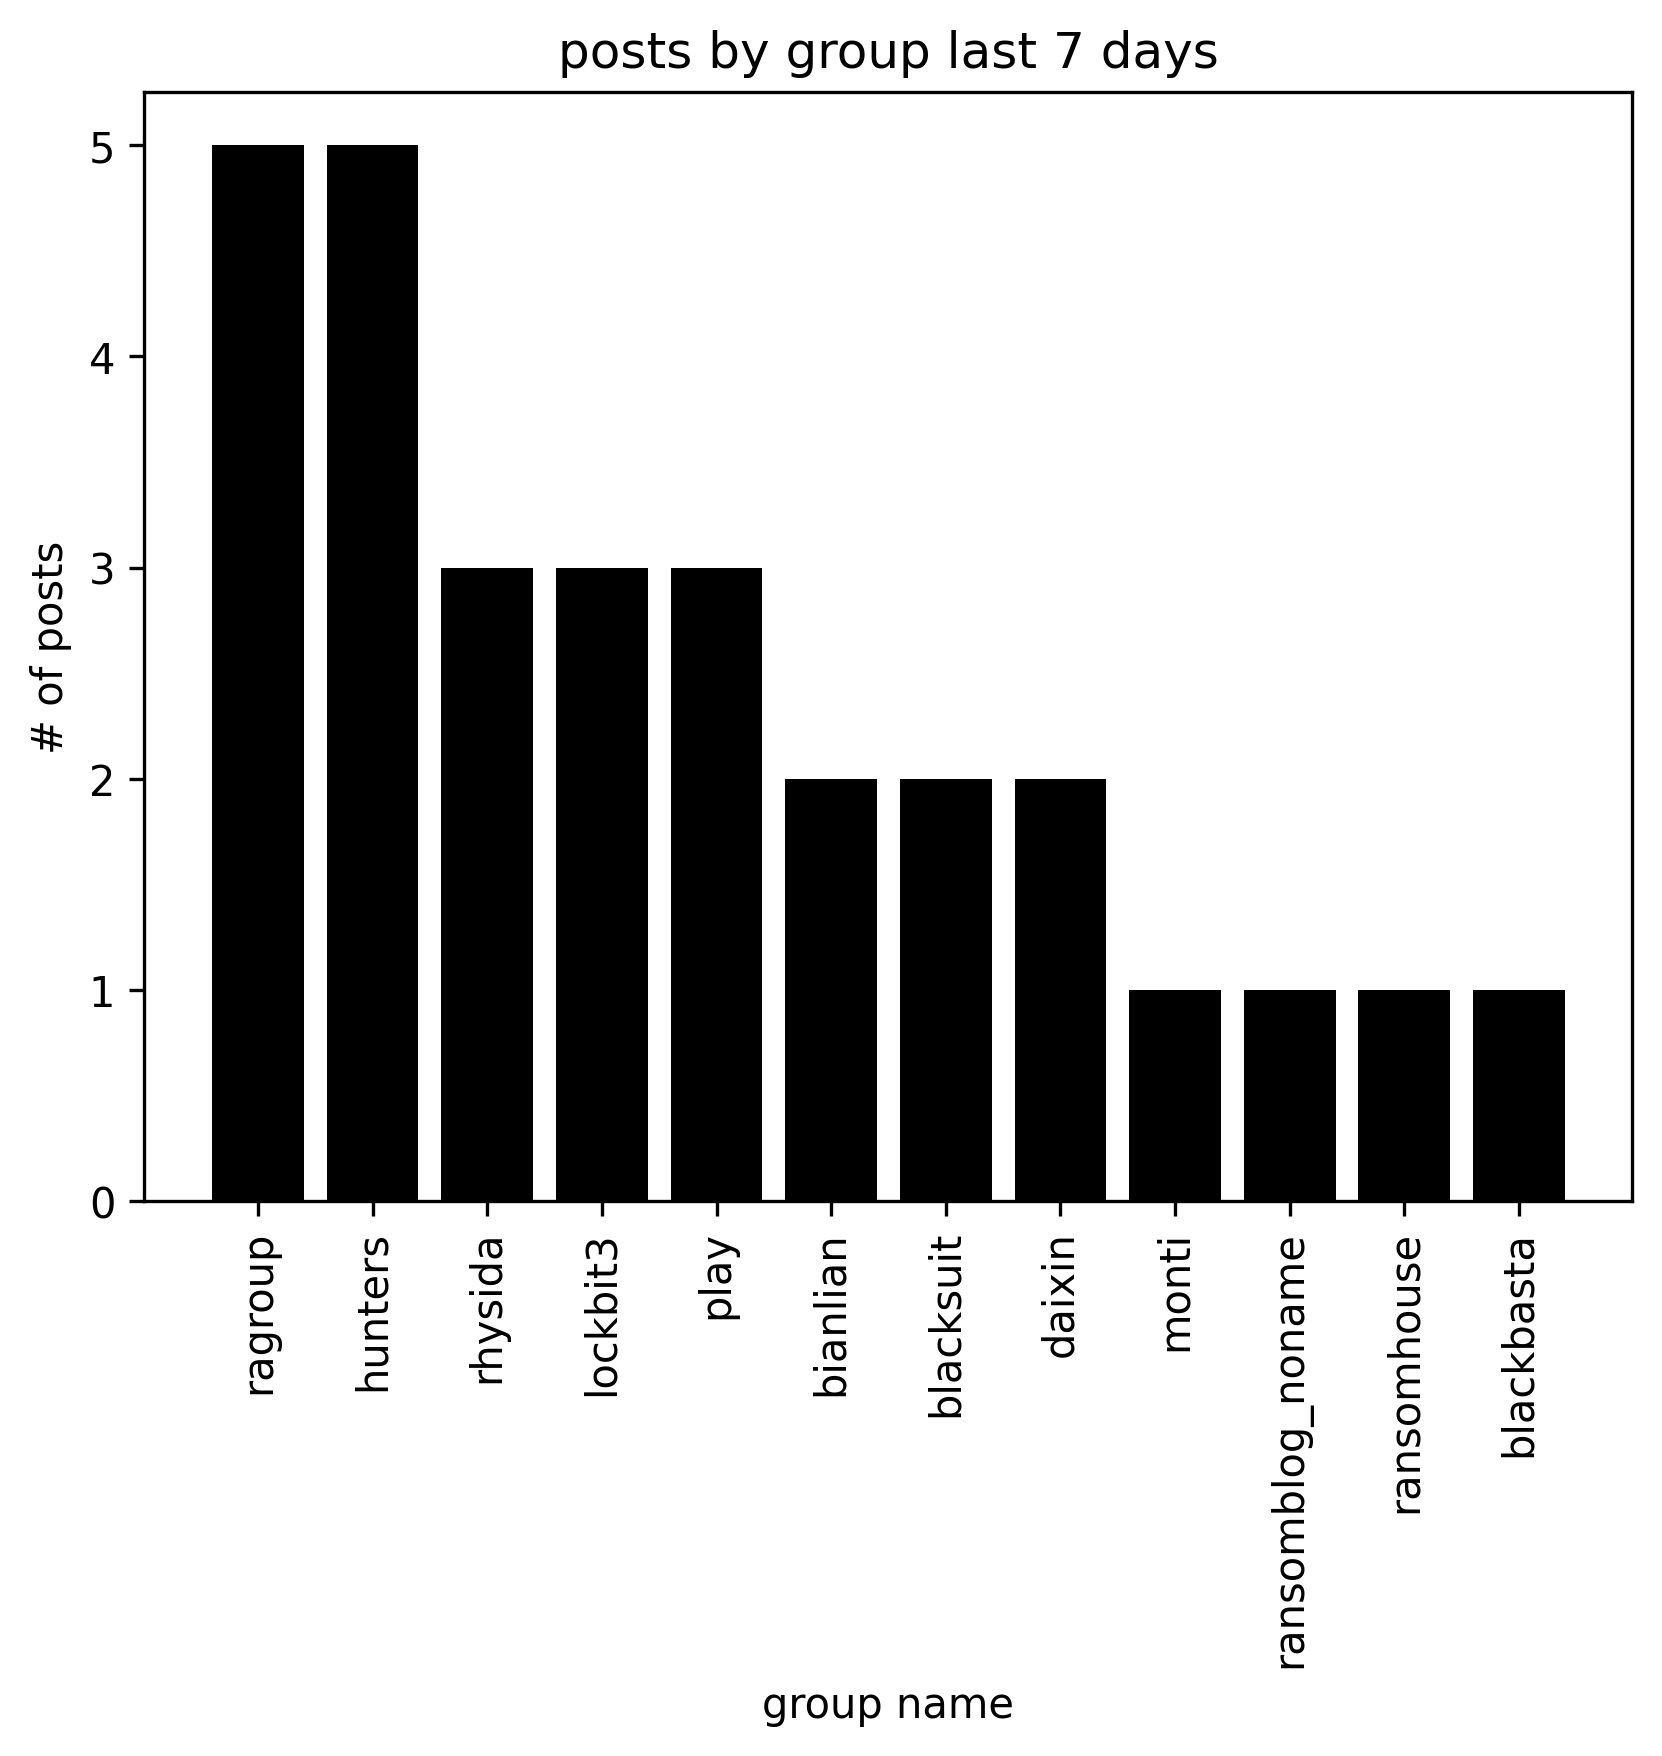 posts by group last 7 days
# of posts
5
4
3
2
1
0
ragroup
hunters
rhysida
lockbit3
play
bianlian
blacksuit
daixin
monti
ransomblog_noname
ransomhouse
blackbasta
group name